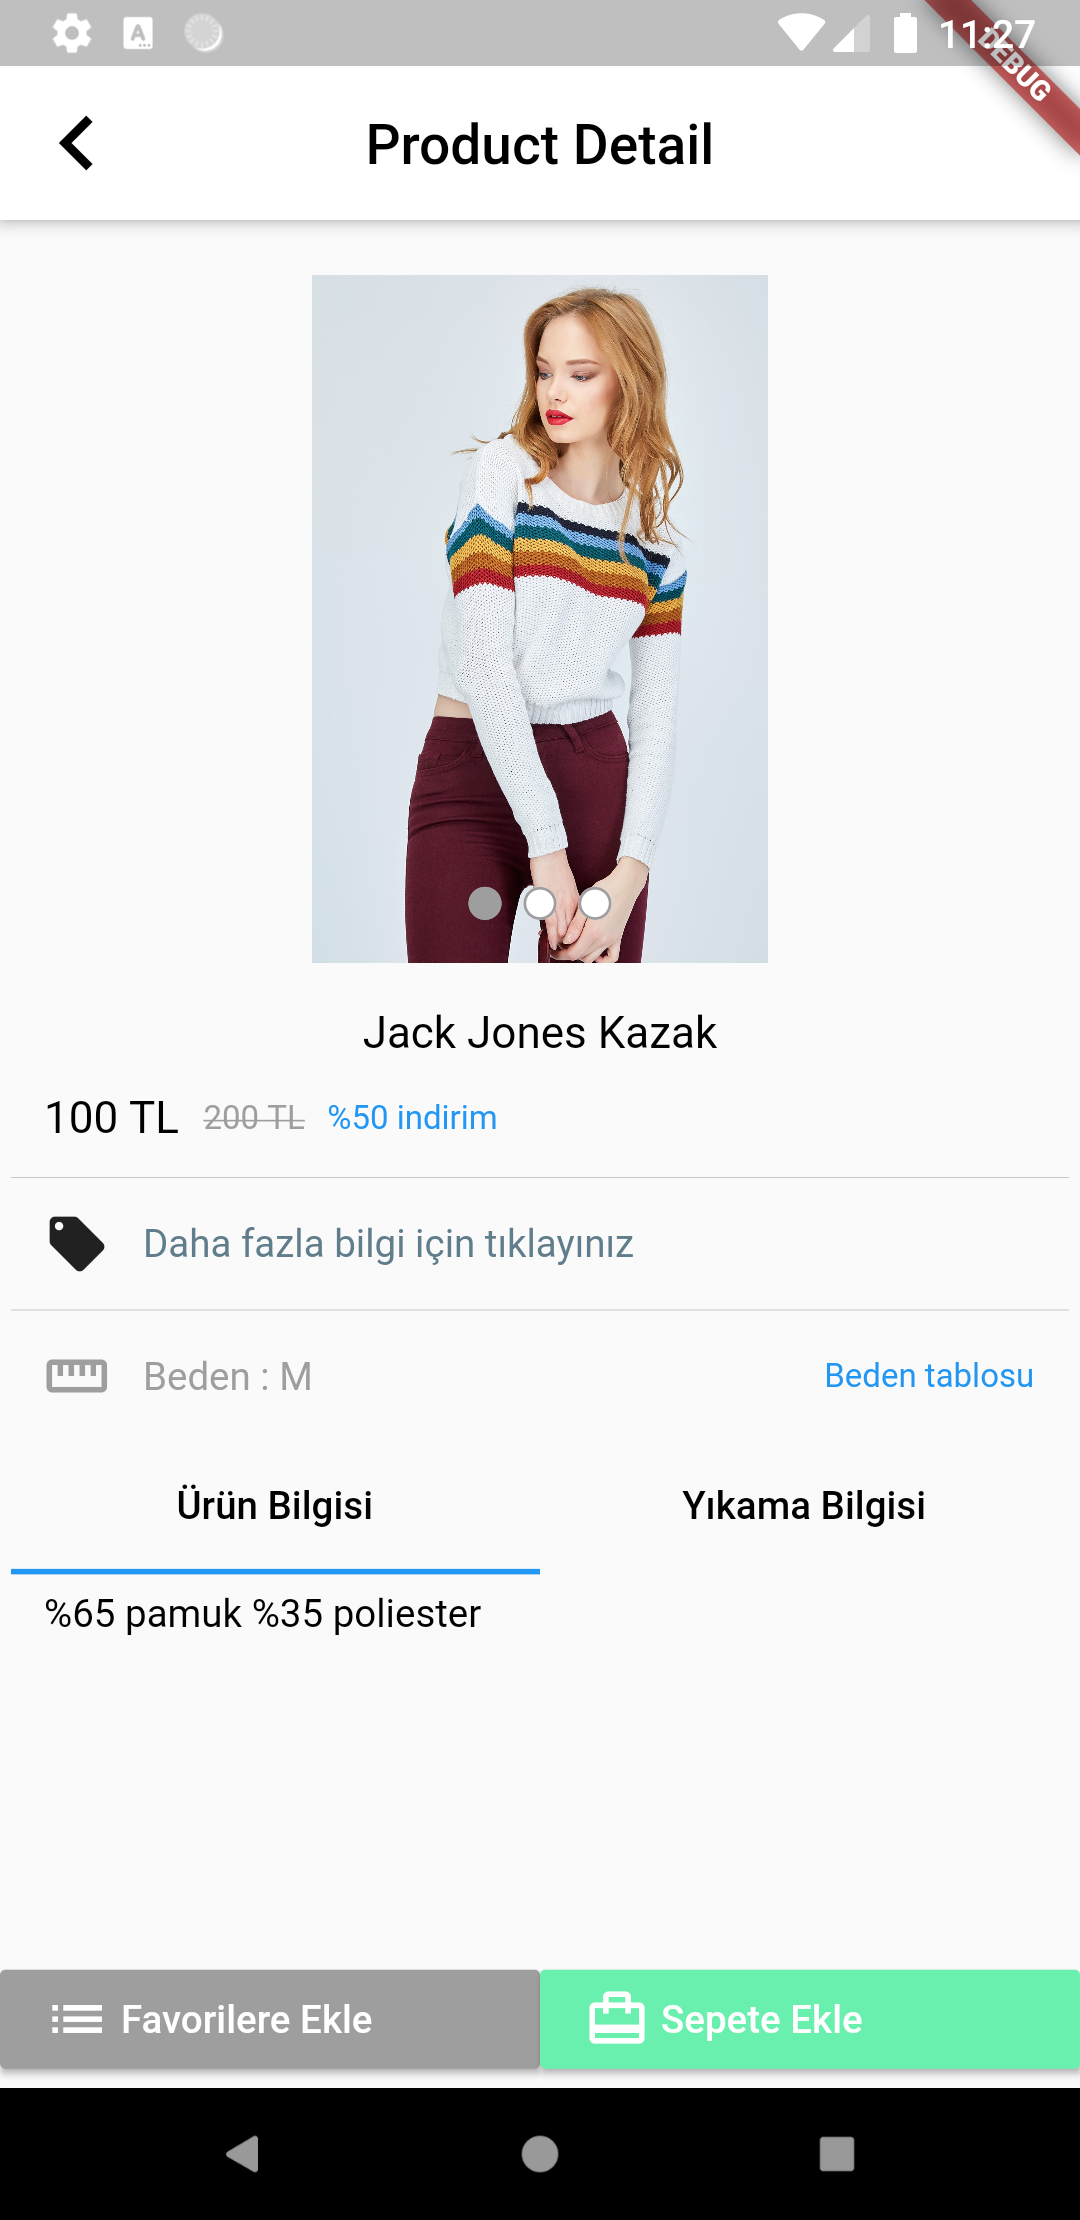 11:27
DEBUG
Product Detail
Jack Jones Kazak
100 TL 200 TL %50 indirim
Daha fazla bilgi için tıklayınız
Beden : M Beden tablosu
Ürün Bilgisi Yıkama Bilgisi
%65 pamuk %35 poliester
Favorilere Ekle Sepete Ekle